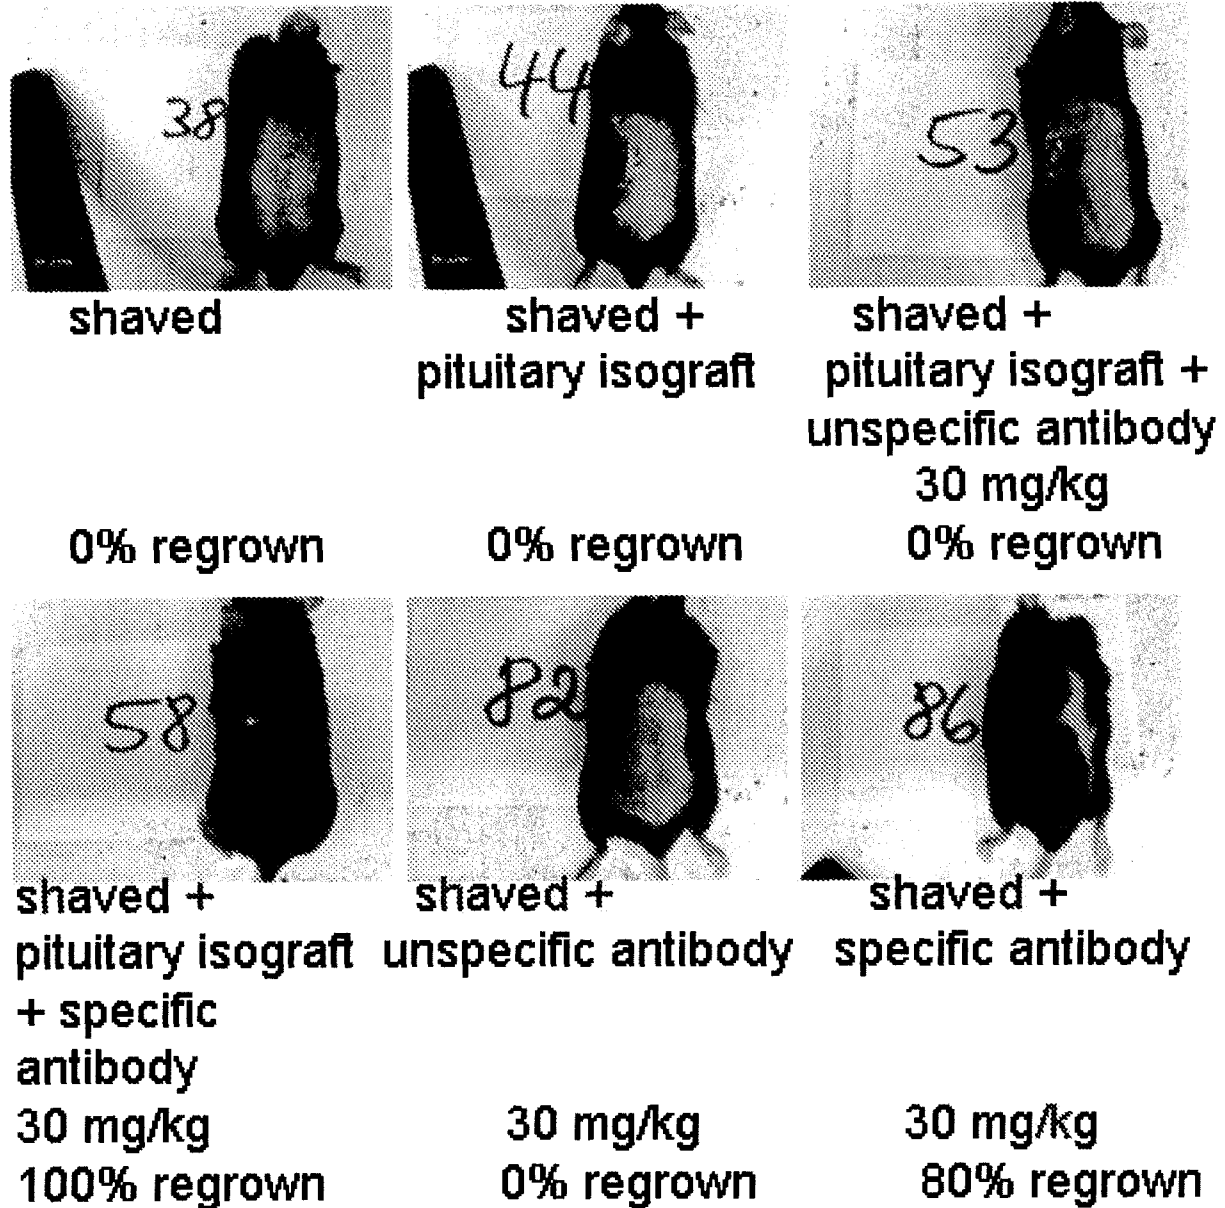 38
44
53
shaved
0% regrown
shaved +
pituitary isograft
0% regrown
shaved +
pituitary isograft +
unspecific antibody
30 mg/kg
0% regrown
58
82
86
shaved +
pituitary isograft
+ specific
antibody
30 mg/kg
100% regrown
shaved +
unspecific antibody
30 mg/kg
0% regrown
shaved +
specific antibody
30 mg/kg
80% regrown